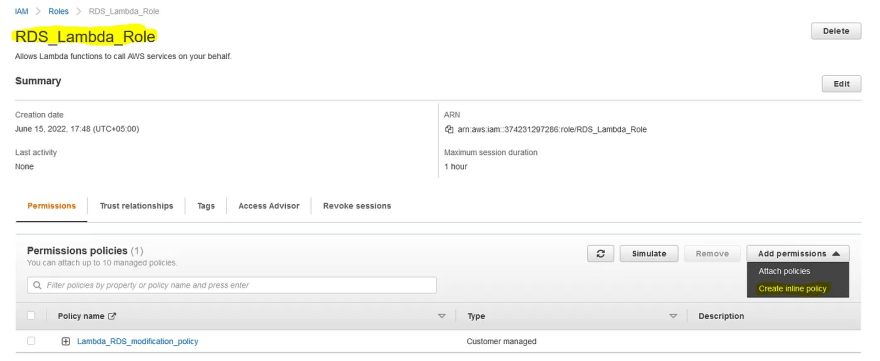 IAM > Roles > RDS_Lambda_Role
RDS_Lambda_Role
Delete
Allows Lambda functions to call AWS services on your behalf.
Summary
Edit
Creation date
June 15, 2022, 17:48 (UTC+05:00)
ARN
arn:aws:iam::374231297286:role/RDS_Lambda_Role
Last activity
None
Maximum session duration
1 hour
Permissions Trust relationships Tags Access Advisor Revoke sessions
Permissions policies (1)
You can attach up to 10 managed policies.
Simulate Remove Add permissions
Attach policies
Create inline policy
Filter policies by property or policy name and press enter
Policy name Type Description
Lambda_RDS_modification_policy Customer managed